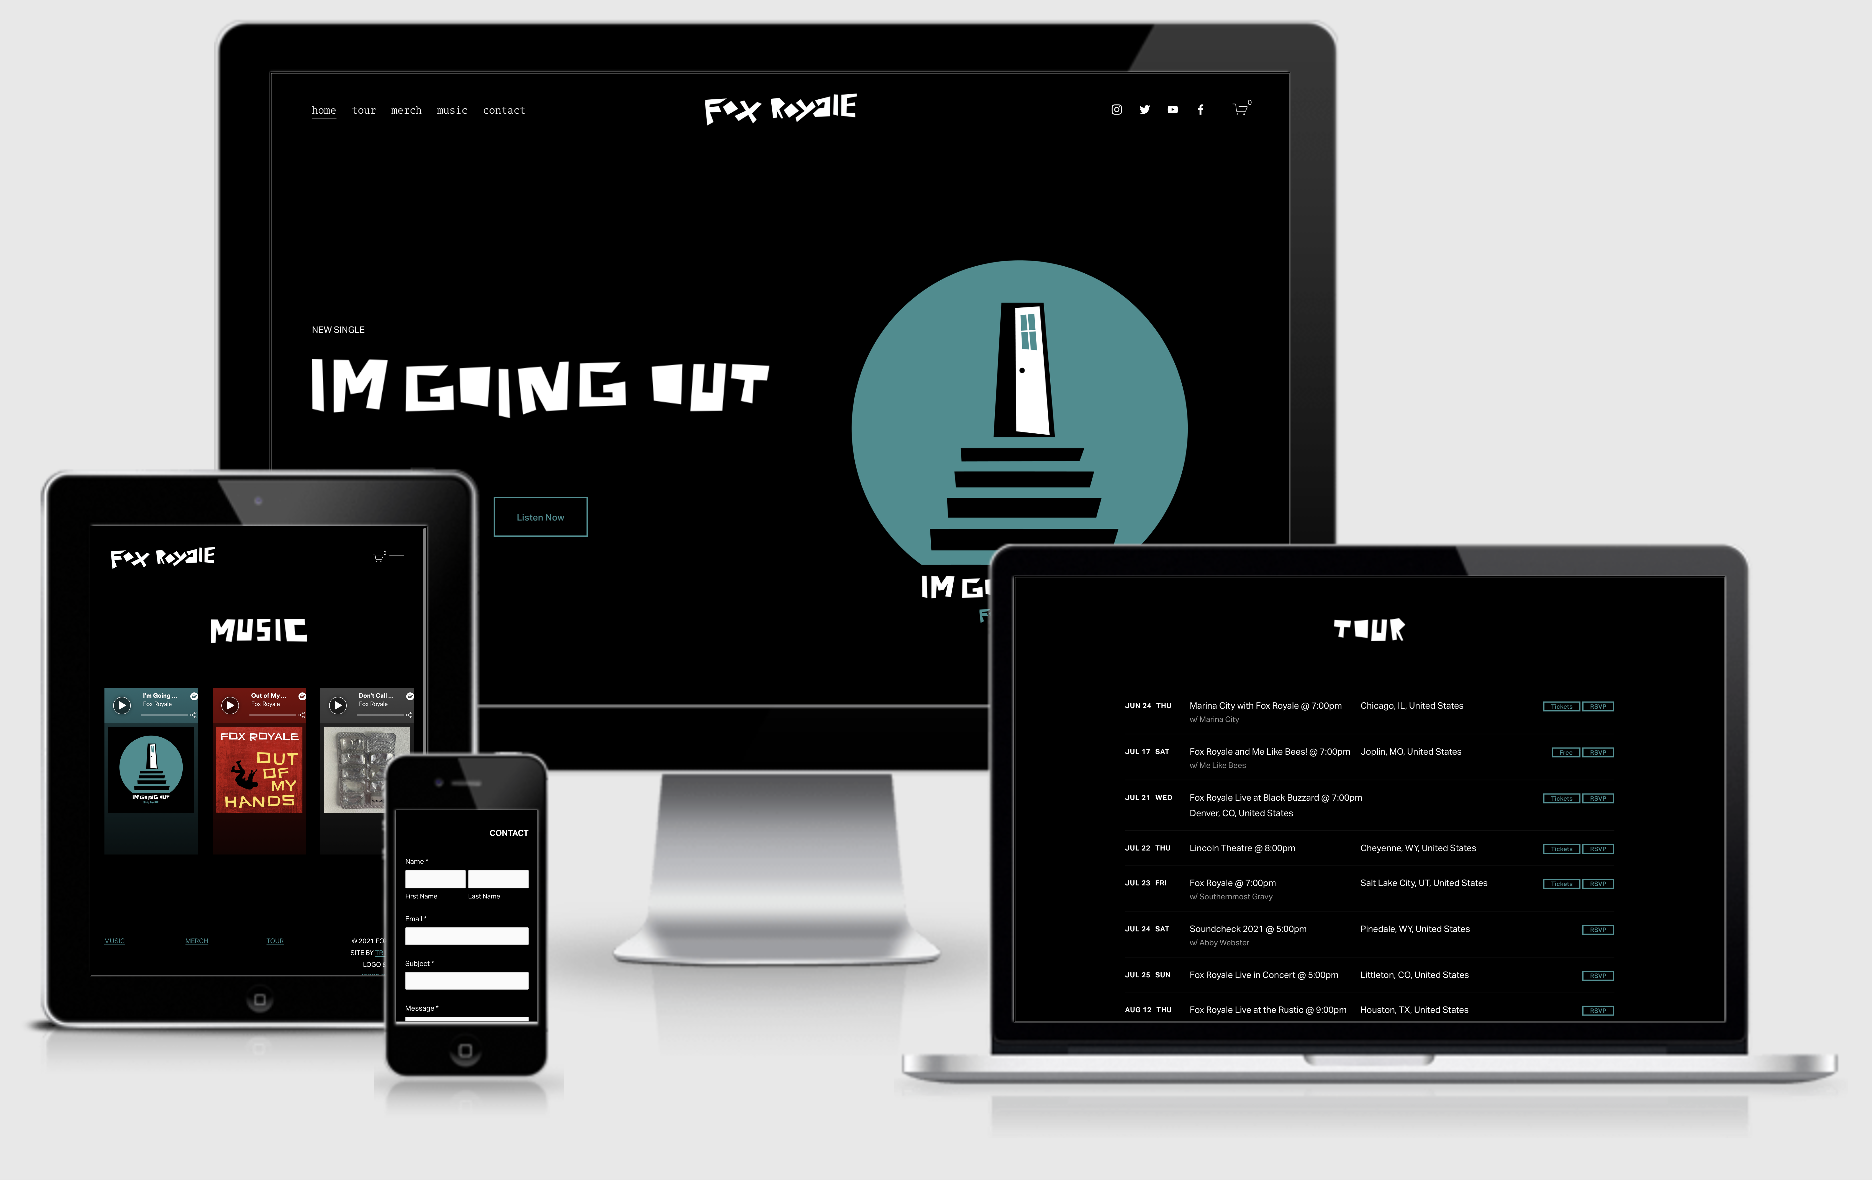 home tour merch music contact
FOX ROYALE
0
NEW SINGLE
IM GOING OUT
Listen Now
IM
FOX ROYALE
MUSIC
I'm Going ...
Fox Royale
IM GOING OUT
Out of My ...
Fox Royale
FOX ROYALE
OUT
OF
MY
HANDS
Don't Call ...
Fox Royale
MUSIC
MERCH
TOUR
© 2021 FO
SITE BY TR
LOGO
CONTACT
Name *
First Name
Last Name
Email *
Subject *
Message *
TOUR
JUN 24 THU Marina City with Fox Royale @ 7:00pm Chicago, IL, United States Tickets RSVP
w/ Marina City
JUL 17 SAT Fox Royale and Me Like Bees! @ 7:00pm Joplin, MO, United States Free RSVP
w/ Me Like Bees
JUL 21 WED Fox Royale Live at Black Buzzard @ 7:00pm Tickets RSVP
Denver, CO, United States
JUL 22 THU Lincoln Theatre @ 8:00pm Cheyenne, WY, United States Tickets RSVP
JUL 23 FRI Fox Royale @ 7:00pm Salt Lake City, UT, United States Tickets RSVP
w/ Southernmost Gravy
JUL 24 SAT Soundcheck 2021 @ 5:00pm Pinedale, WY, United States RSVP
w/ Abby Webster
JUL 25 SUN Fox Royale Live in Concert @ 5:00pm Littleton, CO, United States RSVP
AUG 12 THU Fox Royale Live at the Rustic @ 9:00pm Houston, TX, United States RSVP